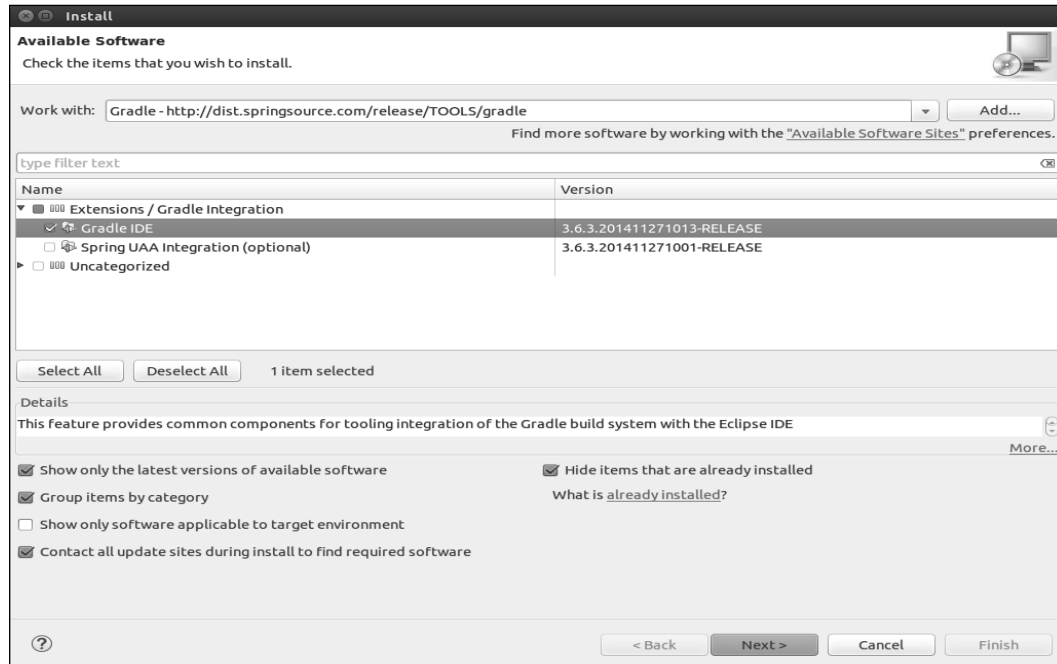 Install
Available Software
Check the items that you wish to install.
Work with: Gradle - http://dist.springsource.com/release/TOOLS/gradle Add...
Find more software by working with the "Available Software Sites" preferences.
type filter text
Name Version
Extensions / Gradle Integration
Gradle IDE 3.6.3.201411271013-RELEASE
Spring UAA Integration (optional) 3.6.3.201411271001-RELEASE
Uncategorized
Select All Deselect All 1 item selected
Details
This feature provides common components for tooling integration of the Gradle build system with the Eclipse IDE
More...
Show only the latest versions of available software Hide items that are already installed
Group items by category What is already installed?
Show only software applicable to target environment
Contact all update sites during install to find required software
? < Back Next > Cancel Finish